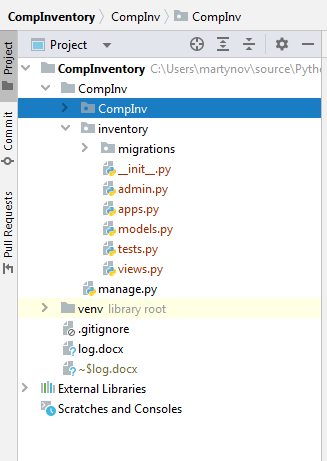 CompInventory CompInv CompInv
Project
Project
Commit
Pull Requests
CompInventory C:\Users\martynov\source\Pytho
CompInv
CompInv
inventory
migrations
__init__.py
admin.py
apps.py
models.py
tests.py
views.py
manage.py
venv library root
.gitignore
log.docx
~$log.docx
External Libraries
Scratches and Consoles